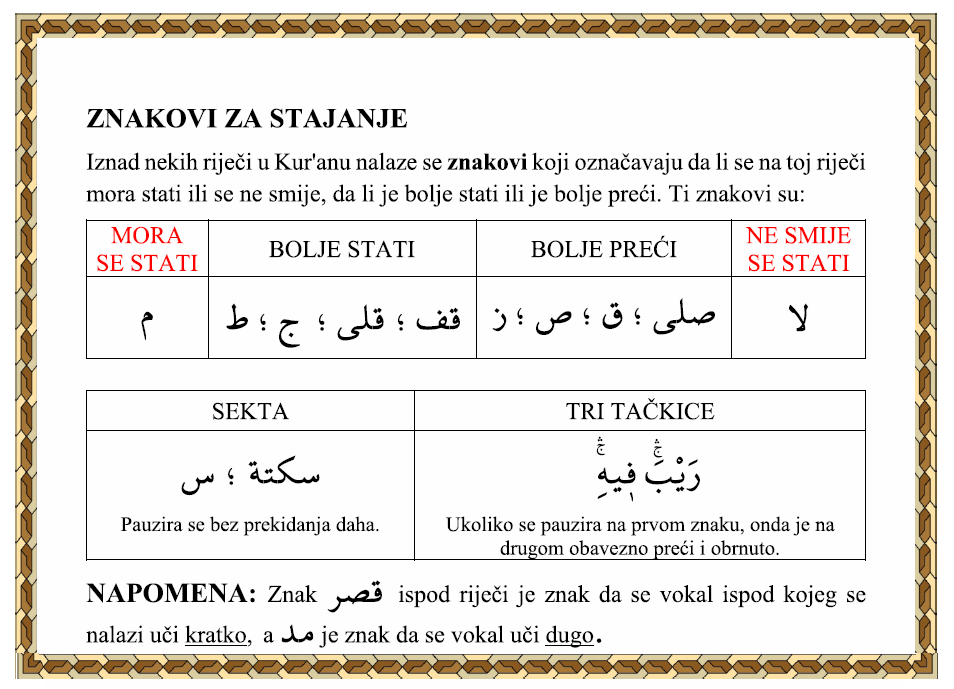 ZNAKOVI ZA STAJANJE
Iznad nekih riječi u Kur'anu nalaze se znakovi koji označavaju da li se na toj riječi
mora stati ili se ne smije, da li je bolje stati ili je bolje preći. Ti znakovi su:
MORA
SE STATI
BOLJE STATI
BOLJE PREĆI
NE SMIJE
SE STATI
م
قف ؛ قلى ؛ ج ؛ ط
صلى ؛ ق ؛ ص ؛ ز
لا
SEKTA
TRI TAČKICE
سكتة ؛ س
رَيْبَ ۛ فِيهِ ۛ
Pauzira se bez prekidanja daha.
Ukoliko se pauzira na prvom znaku, onda je na
drugom obavezno preći i obrnuto.
NAPOMENA: Znak قصر ispod riječi je znak da se vokal ispod kojeg se
nalazi uči kratko, a مد je znak da se vokal uči dugo.